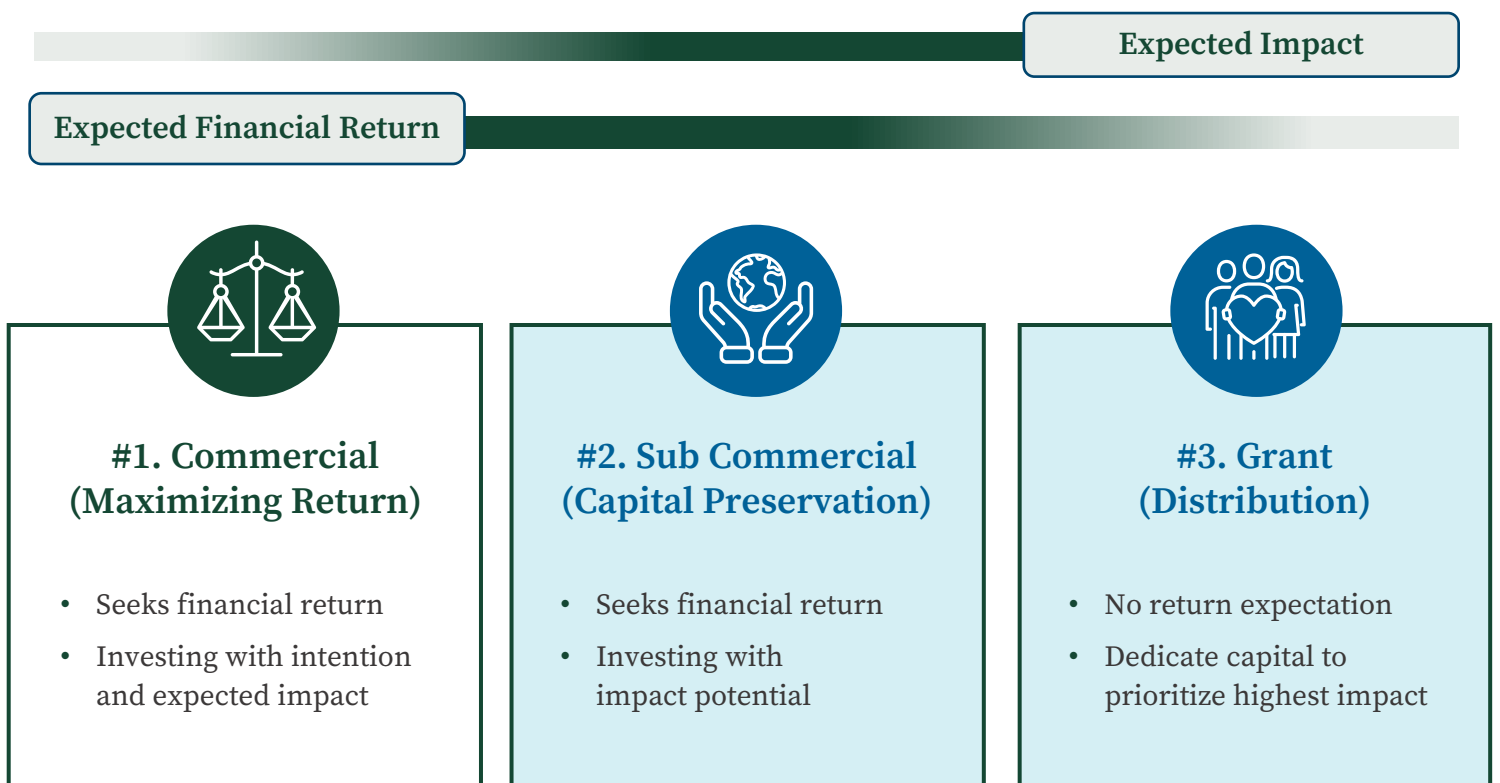 Expected Impact
Expected Financial Return
#1. Commercial
(Maximizing Return)
• Seeks financial return
• Investing with intention
and expected impact
#2. Sub Commercial
(Capital Preservation)
• Seeks financial return
• Investing with
impact potential
#3. Grant
(Distribution)
• No return expectation
• Dedicate capital to
prioritize highest impact